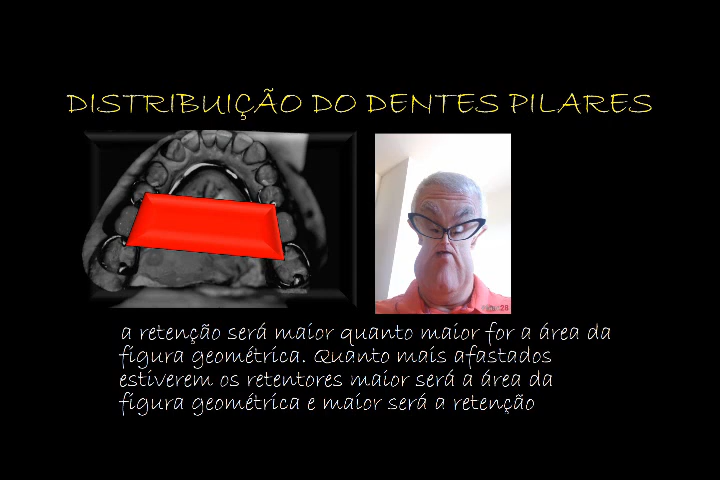 DISTRIBUIÇÃO DO DENTES PILARES
a retenção será maior quanto maior for a área da
figura geométrica. Quanto mais afastados
estiverem os retentores maior será a área da
figura geométrica e maior será a retenção